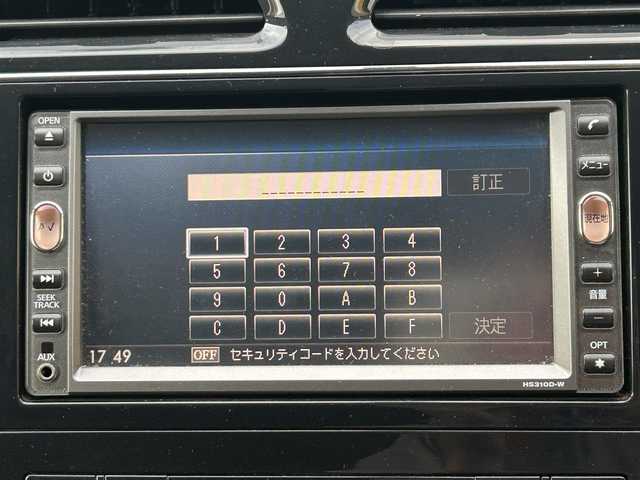 OPEN
訂正
メニュー
AV
現在地
1 2 3 4
5 6 7 8
9 0 A B
C D E F
決定
SEEK
TRACK
+
音量
−
AUX
17 49
OFF セキュリティコードを入力してください
OPT
HS310D-W